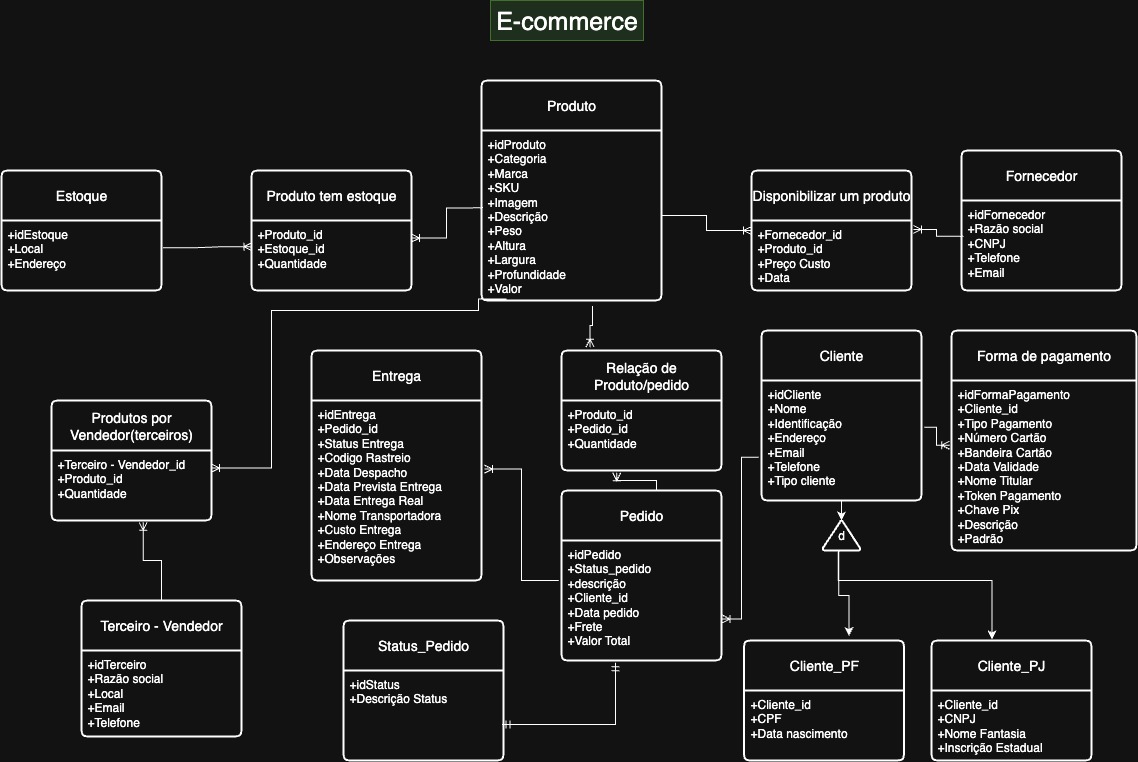 E-commerce
Produto
+idProduto
+Categoria
+Marca
+SKU
+Imagem
+Descrição
+Peso
+Altura
+Largura
+Profundidade
+Valor
Estoque
+idEstoque
+Local
+Endereço
Produto tem estoque
+Produto_id
+Estoque_id
+Quantidade
Disponibilizar um produto
+Fornecedor_id
+Produto_id
+Preço Custo
+Data
Fornecedor
+idFornecedor
+Razão social
+CNPJ
+Telefone
+Email
Produtos por
Vendedor(terceiros)
+Terceiro - Vendedor_id
+Produto_id
+Quantidade
Entrega
+idEntrega
+Pedido_id
+Status Entrega
+Codigo Rastreio
+Data Despacho
+Data Prevista Entrega
+Data Entrega Real
+Nome Transportadora
+Custo Entrega
+Endereço Entrega
+Observações
Relação de
Produto/pedido
+Produto_id
+Pedido_id
+Quantidade
Cliente
+idCliente
+Nome
+Identificação
+Endereço
+Email
+Telefone
+Tipo cliente
Forma de pagamento
+idFormaPagamento
+Cliente_id
+Tipo Pagamento
+Número Cartão
+Bandeira Cartão
+Data Validade
+Nome Titular
+Token Pagamento
+Chave Pix
+Descrição
+Padrão
Pedido
+idPedido
+Status_pedido
+descrição
+Cliente_id
+Data pedido
+Frete
+Valor Total
d
Terceiro - Vendedor
+idTerceiro
+Razão social
+Local
+Email
+Telefone
Status_Pedido
+idStatus
+Descrição Status
Cliente_PF
+Cliente_id
+CPF
+Data nascimento
Cliente_PJ
+Cliente_id
+CNPJ
+Nome Fantasia
+Inscrição Estadual